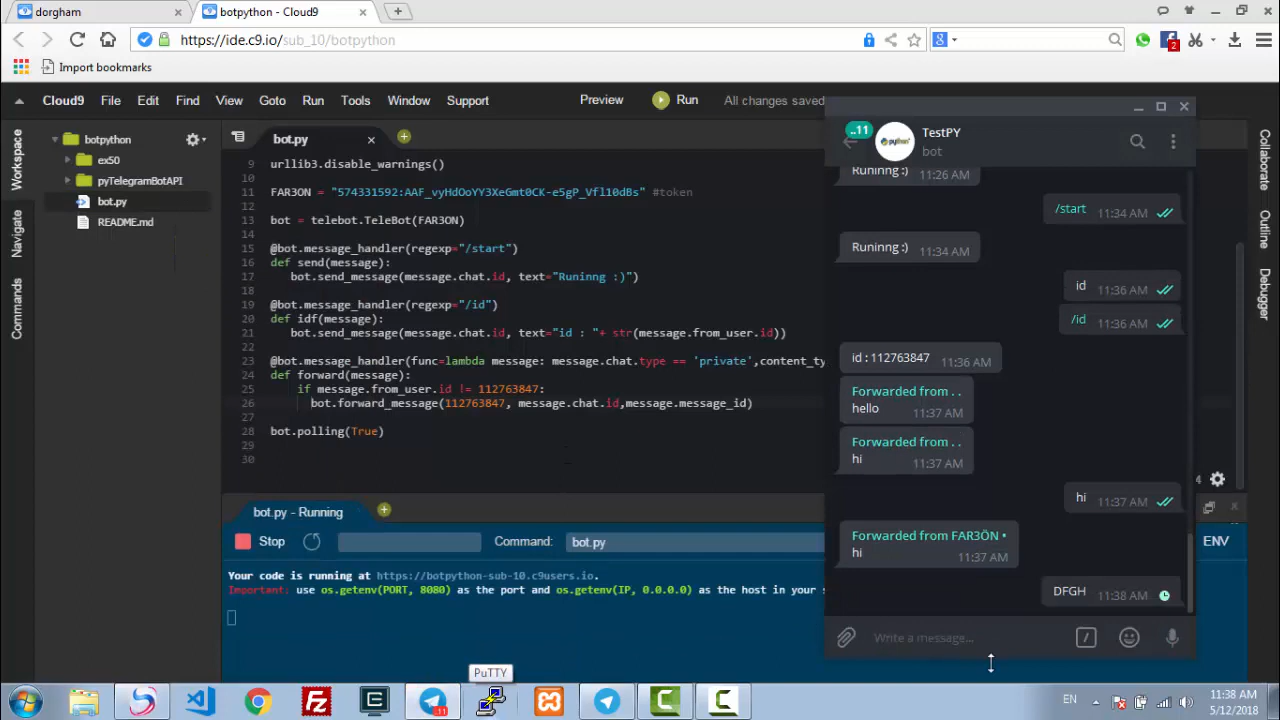 dorgham
botpython - Cloud9
https://ide.c9.io/sub_10/botpython
2
Import bookmarks
Cloud9 File Edit Find View Goto Run Tools Window Support Preview Run All changes saved
Workspace
Navigate
Commands
botpython
ex50
pyTelegramBotAPI
bot.py
README.md
bot.py
9 urllib3.disable_warnings()
10
11 FAR3ON = "574331592:AAF_vyHdOoYY3XeGmt0CK-e5gP_Vfl10dBs" #token
12
13 bot = telebot.TeleBot(FAR3ON)
14
15 @bot.message_handler(regexp="/start")
16 def send(message):
17 bot.send_message(message.chat.id, text="Runinng :)")
18
19 @bot.message_handler(regexp="/id")
20 def idf(message):
21 bot.send_message(message.chat.id, text="id : "+ str(message.from_user.id))
22
23 @bot.message_handler(func=lambda message: message.chat.type == 'private',content_ty
24 def forward(message):
25 if message.from_user.id != 112763847:
26 bot.forward_message(112763847, message.chat.id,message.message_id)
27
28 bot.polling(True)
29
30
bot.py - Running
Stop
Command: bot.py
ENV
Your code is running at https://botpython-sub-10.c9users.io.
Important: use os.getenv(PORT, 8080) as the port and os.getenv(IP, 0.0.0.0) as the host in your s
..11
TestPY
bot
Runinng :) 11:26 AM
/start 11:34 AM
Runinng :) 11:34 AM
id 11:36 AM
/id 11:36 AM
id : 112763847 11:36 AM
Forwarded from . .
hello 11:37 AM
Forwarded from . .
hi 11:37 AM
hi 11:37 AM
Forwarded from FAR3ÖN •
hi 11:37 AM
DFGH 11:38 AM
Write a message...
Collaborate
Outline
Debugger
4
PuTTY
11
EN
11:38 AM
5/12/2018